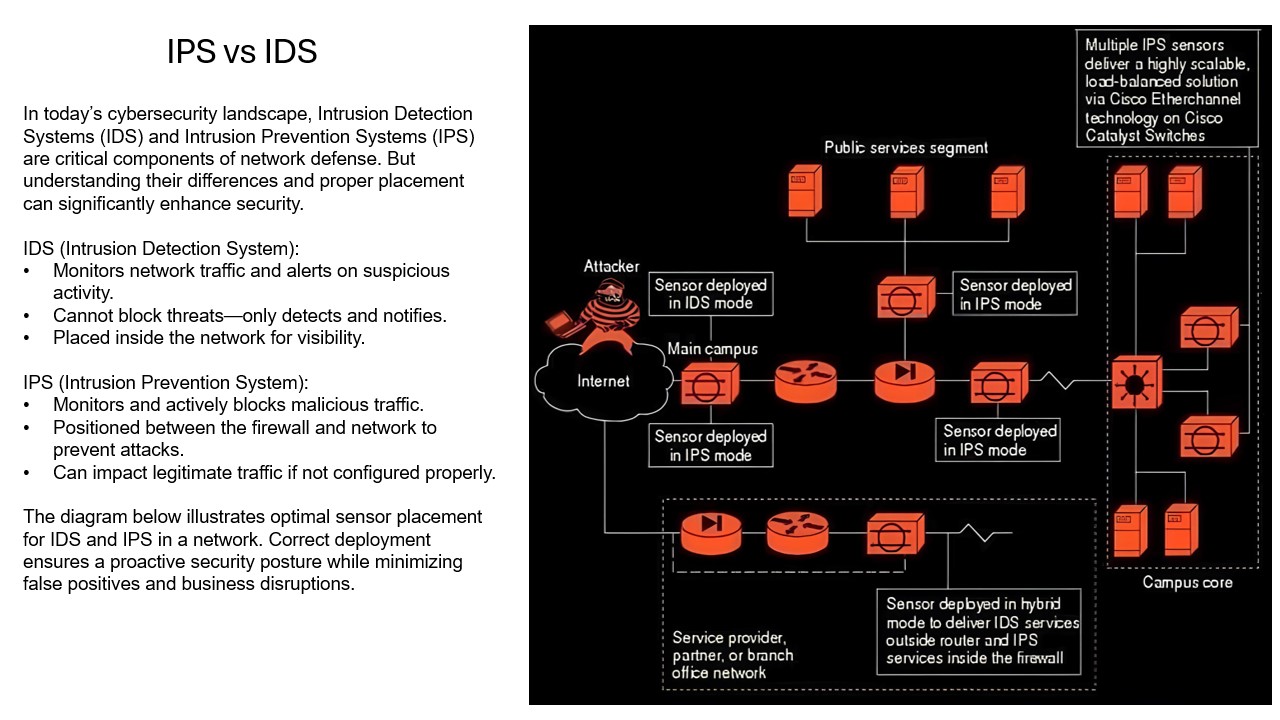 IPS vs IDS
In today’s cybersecurity landscape, Intrusion Detection
Systems (IDS) and Intrusion Prevention Systems (IPS)
are critical components of network defense. But
understanding their differences and proper placement
can significantly enhance security.
IDS (Intrusion Detection System):
• Monitors network traffic and alerts on suspicious
activity.
• Cannot block threats—only detects and notifies.
• Placed inside the network for visibility.
IPS (Intrusion Prevention System):
• Monitors and actively blocks malicious traffic.
• Positioned between the firewall and network to
prevent attacks.
• Can impact legitimate traffic if not configured properly.
The diagram below illustrates optimal sensor placement
for IDS and IPS in a network. Correct deployment
ensures a proactive security posture while minimizing
false positives and business disruptions.
Multiple IPS sensors
deliver a highly scalable,
load-balanced solution
via Cisco Etherchannel
technology on Cisco
Catalyst Switches
Public services segment
Attacker
Sensor deployed
in IDS mode
Sensor deployed
in IPS mode
Main campus
Internet
Sensor deployed
in IPS mode
Sensor deployed
in IPS mode
Campus core
Sensor deployed in hybrid
mode to deliver IDS services
outside router and IPS
services inside the firewall
Service provider,
partner, or branch
office network